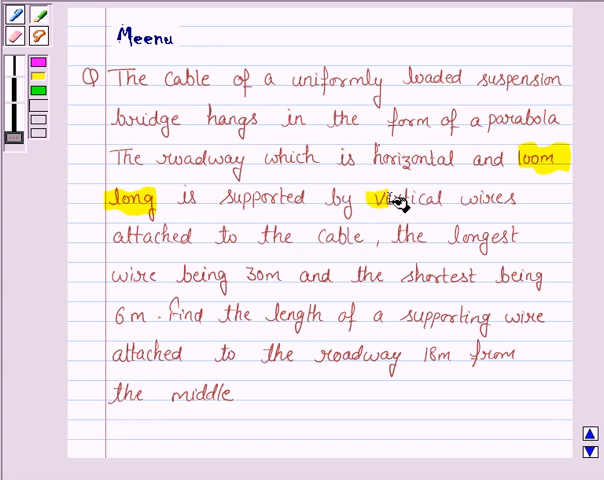 Meenu
Q The cable of a uniformly loaded suspension
bridge hangs in the form of a parabola
The roadway which is horizontal and 100m
long is supported by vertical wires
attached to the cable, the longest
wire being 30m and the shortest being
6m. Find the length of a supporting wire
attached to the roadway 18m from
the middle